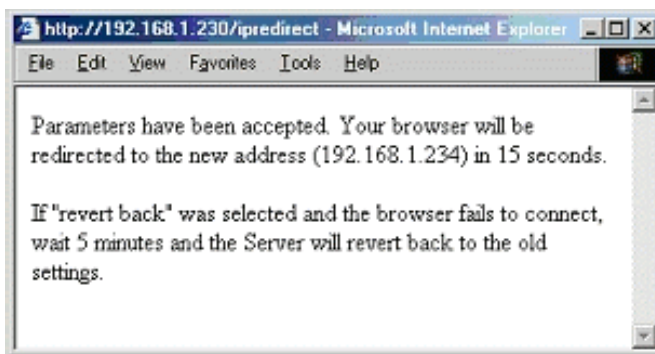 http://192.168.1.230/ipredirect - Microsoft Internet Explorer
File Edit View Favorites Tools Help
Parameters have been accepted. Your browser will be
redirected to the new address (192.168.1.234) in 15 seconds.
If "revert back" was selected and the browser fails to connect,
wait 5 minutes and the Server will revert back to the old
settings.